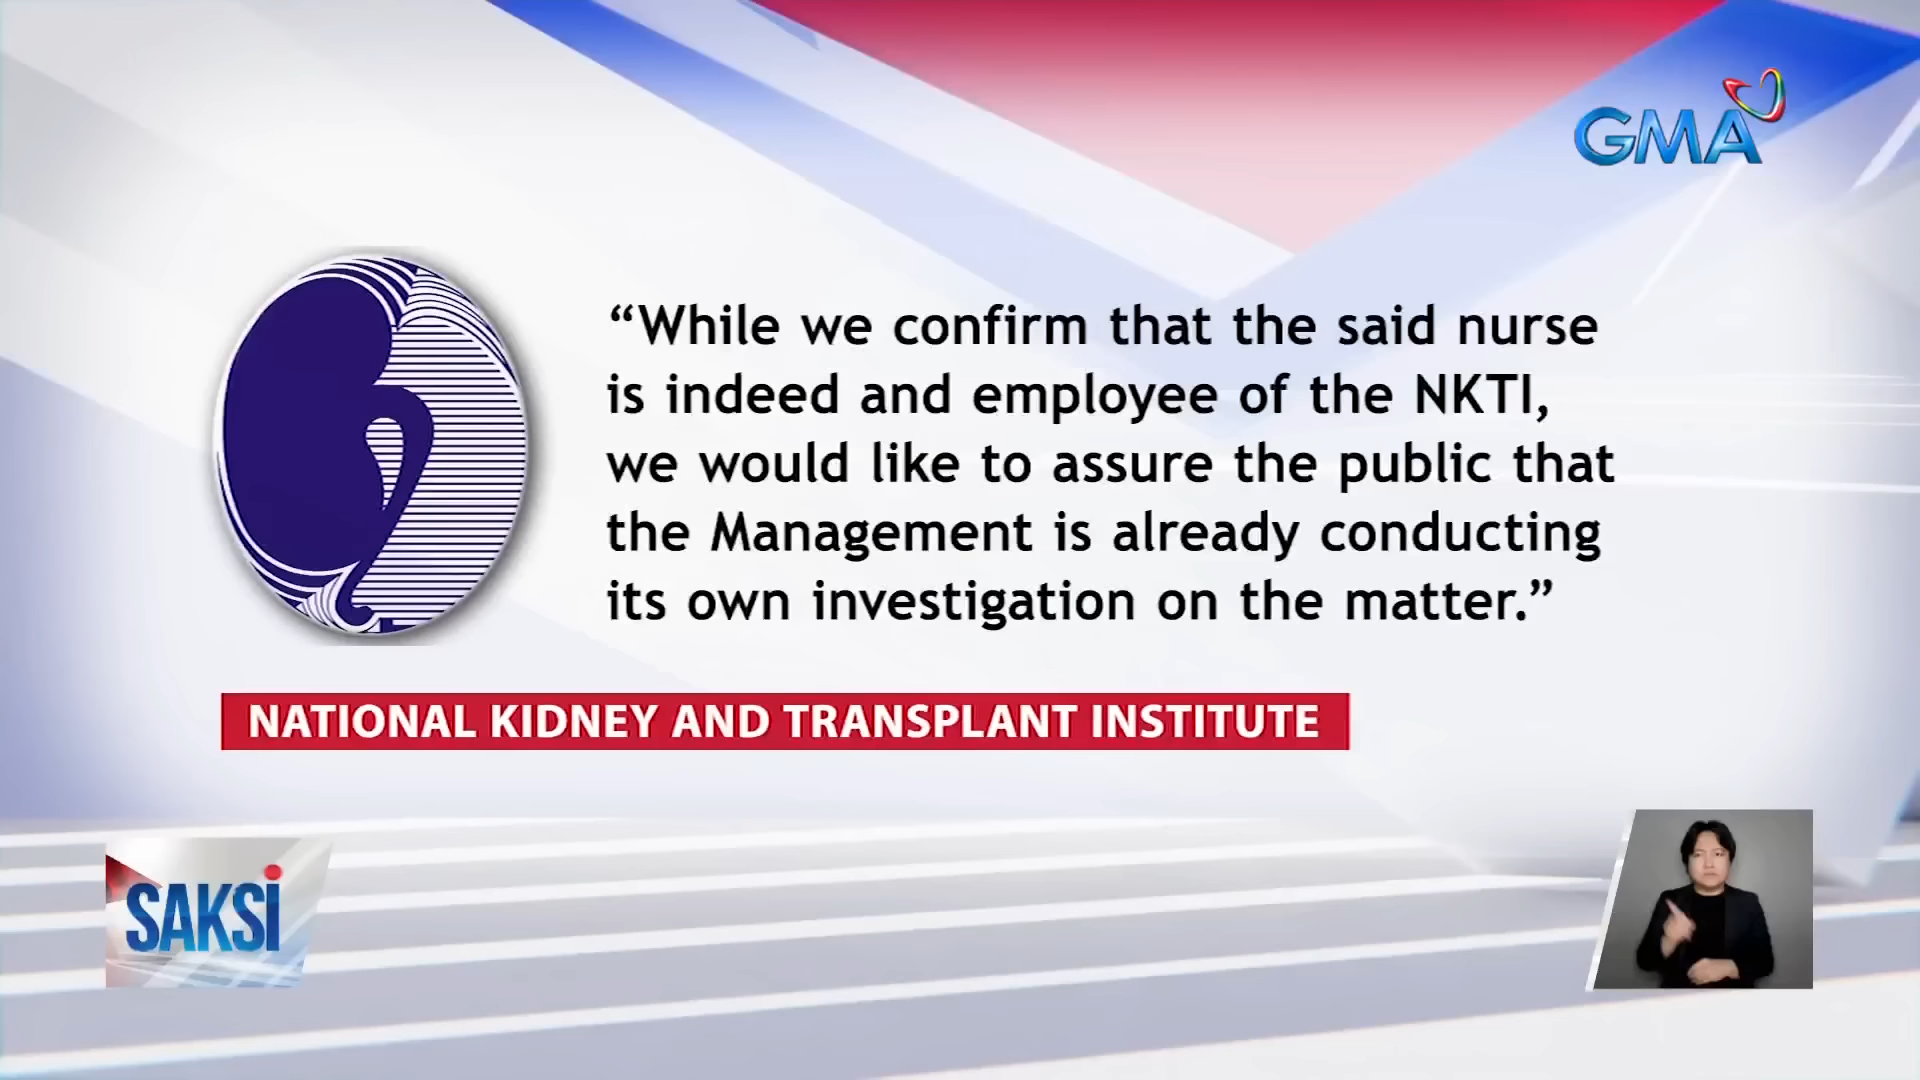 GMA
“While we confirm that the said nurse
is indeed and employee of the NKTI,
we would like to assure the public that
the Management is already conducting
its own investigation on the matter.”
NATIONAL KIDNEY AND TRANSPLANT INSTITUTE
SAKSI